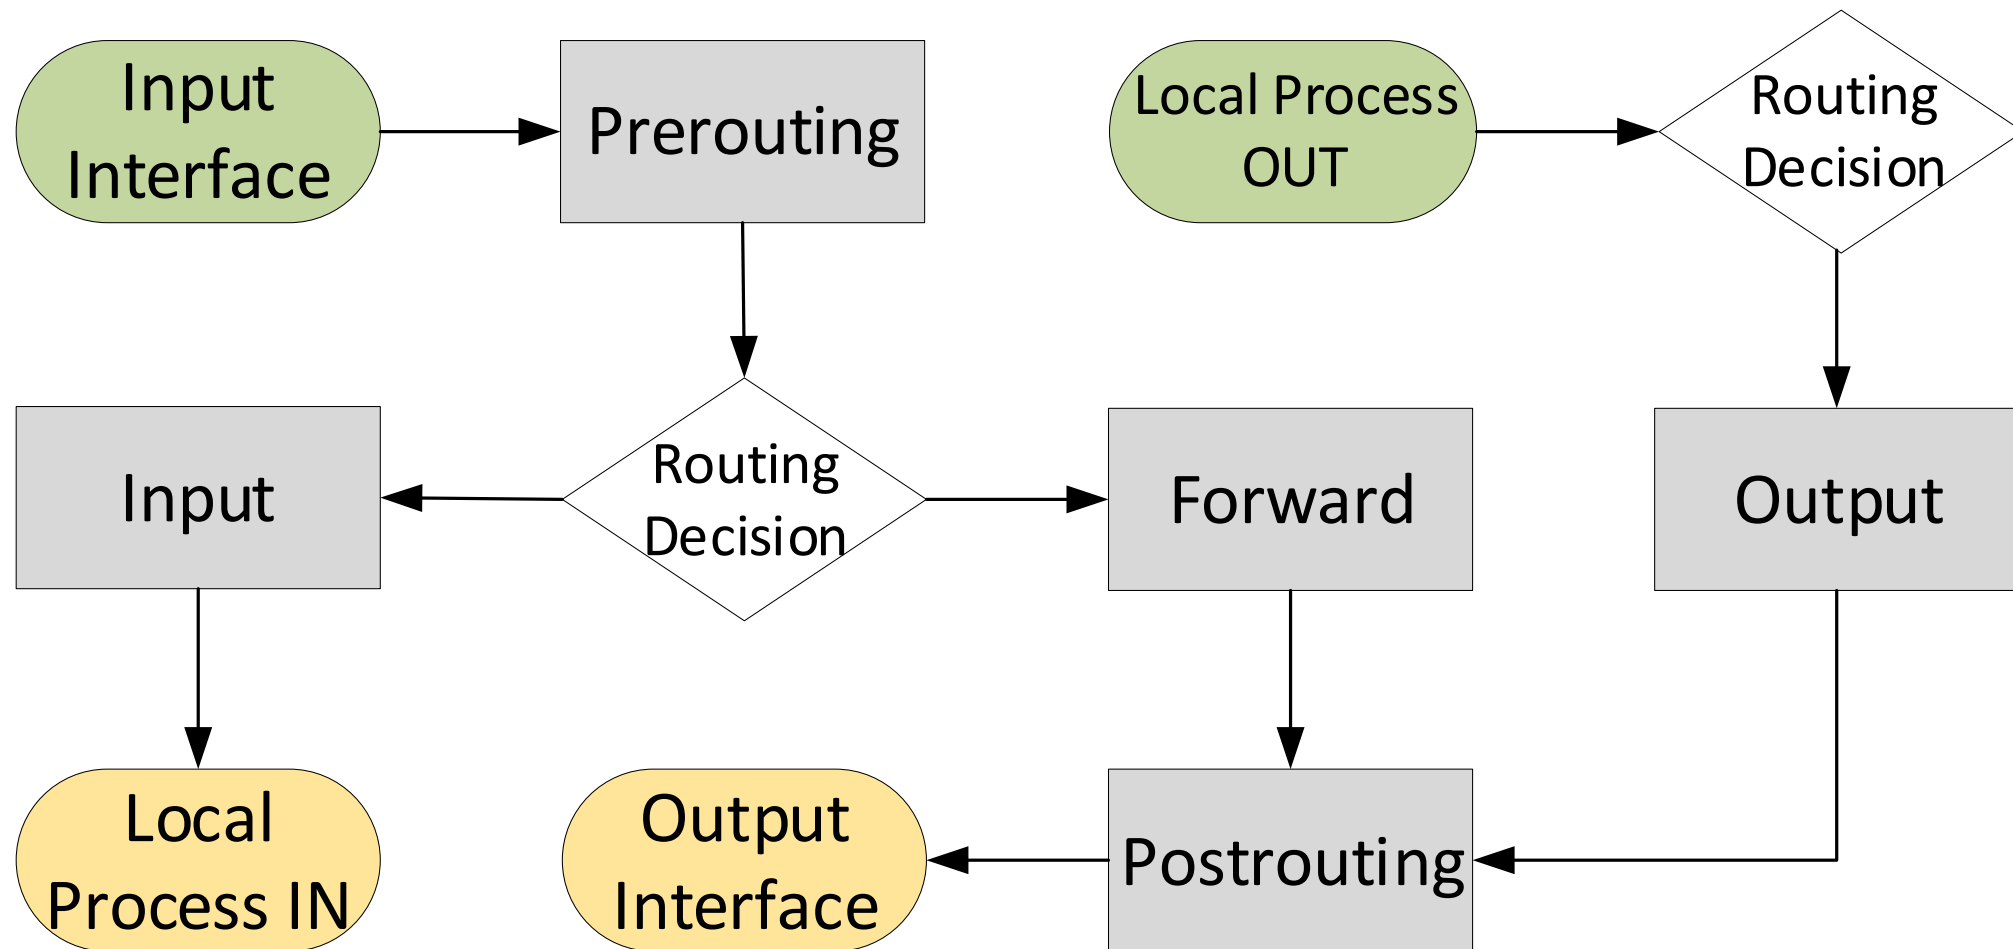 Input
Interface
Prerouting
Local Process
OUT
Routing
Decision
Input
Routing
Decision
Forward
Output
Local
Process IN
Output
Interface
Postrouting